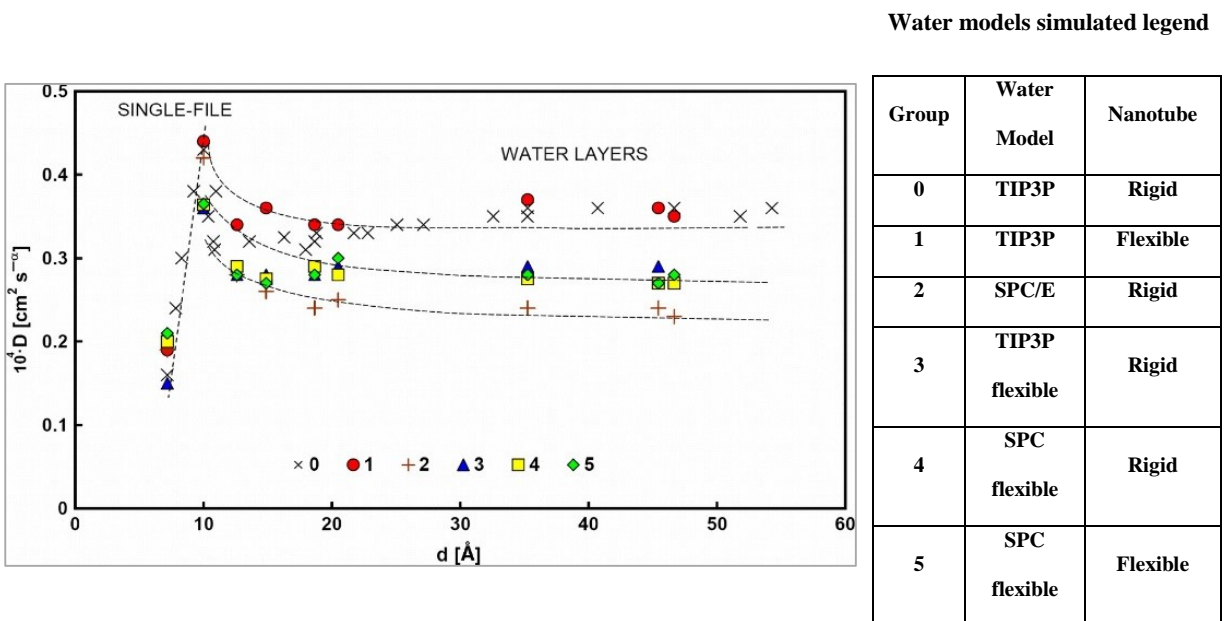 Water models simulated legend
0.5
0.4
0.3
0.2
0.1
0
10⁴·D [cm² s⁻ᵅ]
SINGLE-FILE
WATER LAYERS
0 1 2 3 4 5
0 10 20 30 40 50 60
d [Å]
Group Water Model Nanotube
0 TIP3P Rigid
1 TIP3P Flexible
2 SPC/E Rigid
3 TIP3P flexible Rigid
4 SPC flexible Rigid
5 SPC flexible Flexible